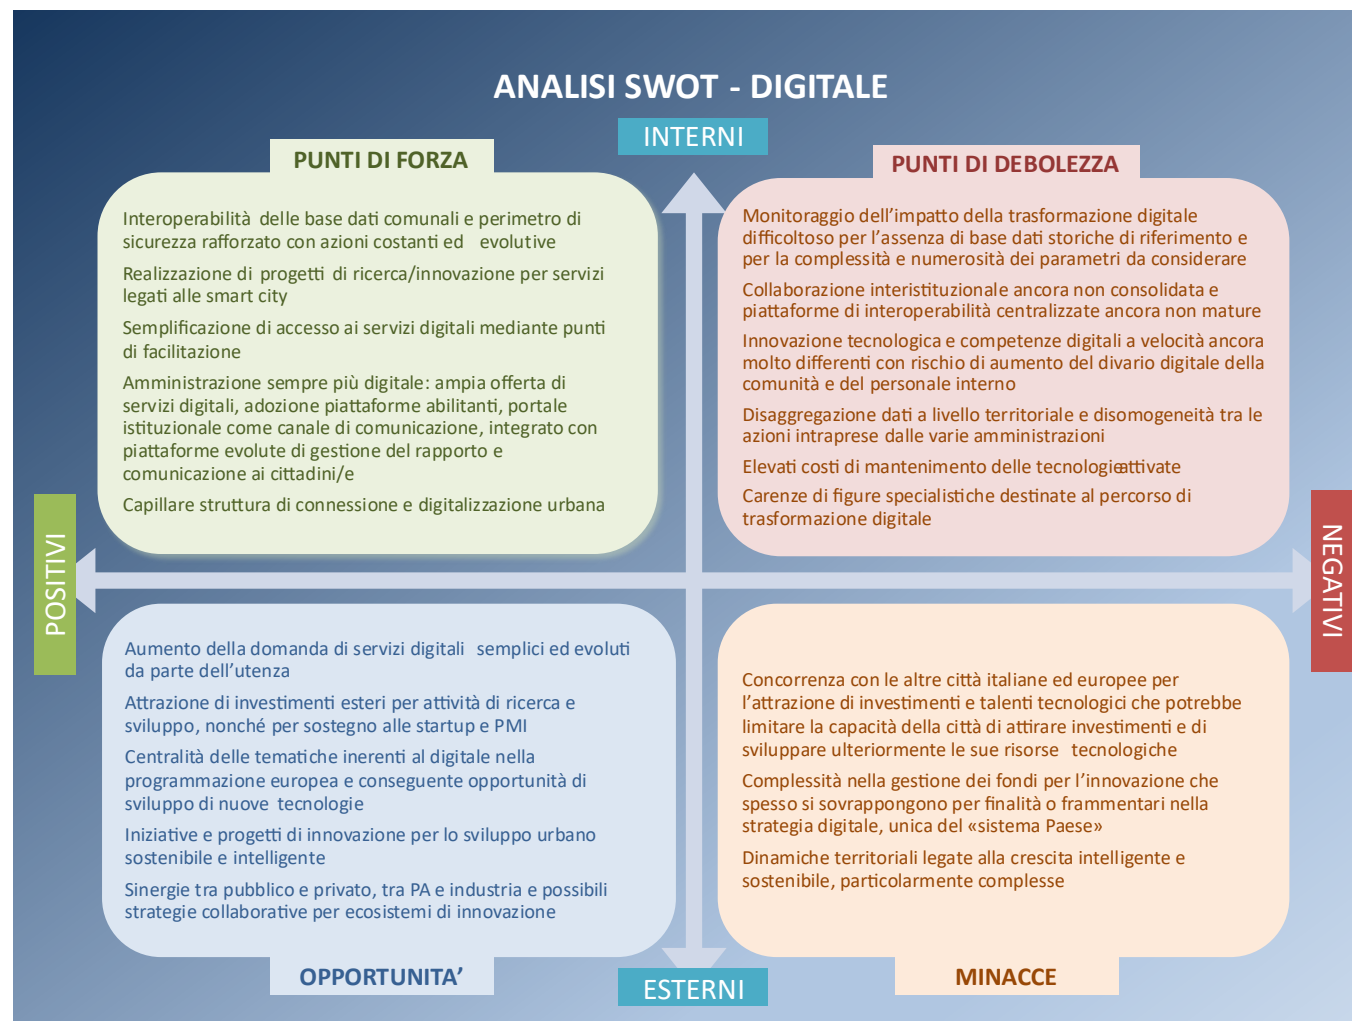 ANALISI SWOT - DIGITALE
INTERNI
PUNTI DI FORZA
Interoperabilità delle base dati comunali e perimetro di
sicurezza rafforzato con azioni costanti ed evolutive
Realizzazione di progetti di ricerca/innovazione per servizi
legati alle smart city
Semplificazione di accesso ai servizi digitali mediante punti
di facilitazione
Amministrazione sempre più digitale: ampia offerta di
servizi digitali, adozione piattaforme abilitanti, portale
istituzionale come canale di comunicazione, integrato con
piattaforme evolute di gestione del rapporto e
comunicazione ai cittadini/e
Capillare struttura di connessione e digitalizzazione urbana
PUNTI DI DEBOLEZZA
Monitoraggio dell’impatto della trasformazione digitale
difficoltoso per l’assenza di base dati storiche di riferimento e
per la complessità e numerosità dei parametri da considerare
Collaborazione interistituzionale ancora non consolidata e
piattaforme di interoperabilità centralizzate ancora non mature
Innovazione tecnologica e competenze digitali a velocità ancora
molto differenti con rischio di aumento del divario digitale della
comunità e del personale interno
Disaggregazione dati a livello territoriale e disomogeneità tra le
azioni intraprese dalle varie amministrazioni
Elevati costi di mantenimento delle tecnologie attivate
Carenze di figure specialistiche destinate al percorso di
trasformazione digitale
POSITIVI
NEGATIVI
Aumento della domanda di servizi digitali semplici ed evoluti
da parte dell’utenza
Attrazione di investimenti esteri per attività di ricerca e
sviluppo, nonché per sostegno alle startup e PMI
Centralità delle tematiche inerenti al digitale nella
programmazione europea e conseguente opportunità di
sviluppo di nuove tecnologie
Iniziative e progetti di innovazione per lo sviluppo urbano
sostenibile e intelligente
Sinergie tra pubblico e privato, tra PA e industria e possibili
strategie collaborative per ecosistemi di innovazione
OPPORTUNITA’
Concorrenza con le altre città italiane ed europee per
l’attrazione di investimenti e talenti tecnologici che potrebbe
limitare la capacità della città di attirare investimenti e di
sviluppare ulteriormente le sue risorse tecnologiche
Complessità nella gestione dei fondi per l’innovazione che
spesso si sovrappongono per finalità o frammentari nella
strategia digitale, unica del «sistema Paese»
Dinamiche territoriali legate alla crescita intelligente e
sostenibile, particolarmente complesse
MINACCE
ESTERNI